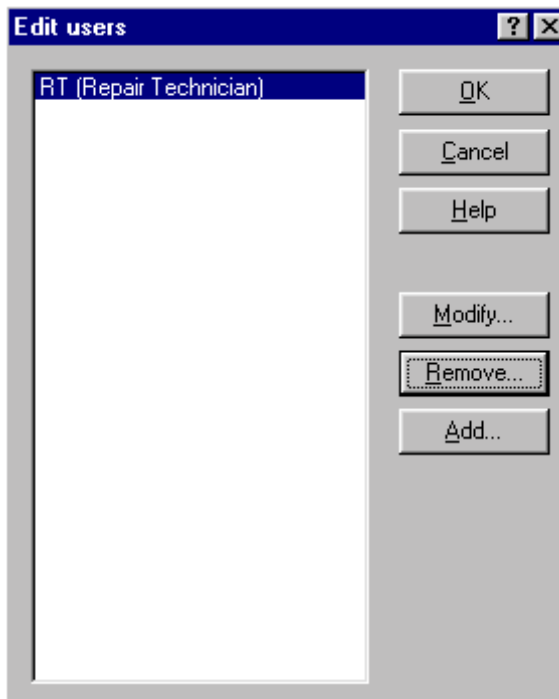 Edit users
RT (Repair Technician)
OK
Cancel
Help
Modify...
Remove...
Add...